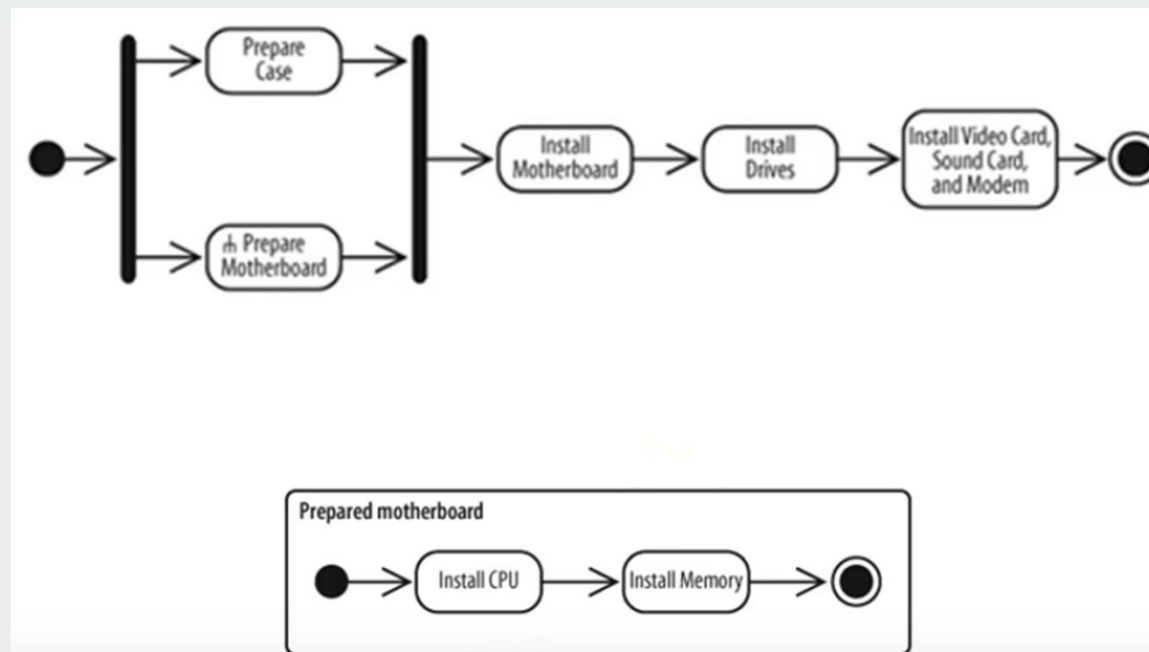 Prepare
Case
Prepare
Motherboard
Install
Motherboard
Install
Drives
Install Video Card,
Sound Card,
and Modem
Prepared motherboard
Install CPU
Install Memory